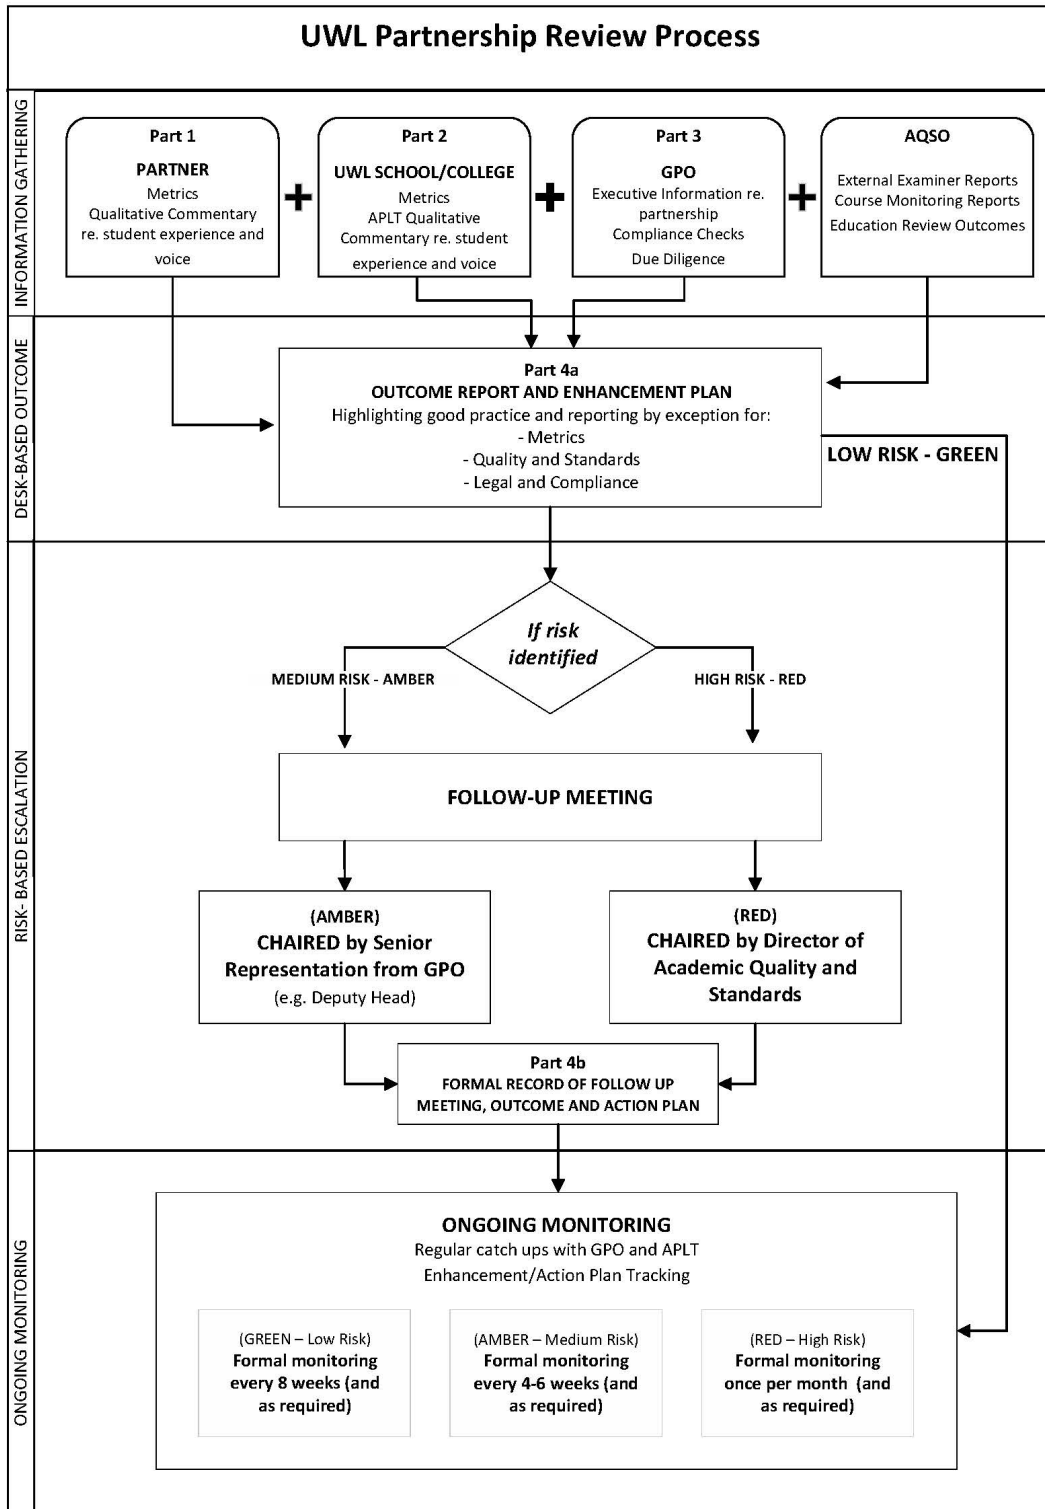 UWL Partnership Review Process
INFORMATION GATHERING
Part 1
PARTNER
Metrics
Qualitative Commentary
re. student experience and
voice
+
Part 2
UWL SCHOOL/COLLEGE
Metrics
APLT Qualitative
Commentary re. student
experience and voice
+
Part 3
GPO
Executive Information re.
partnership
Compliance Checks
Due Diligence
+
AQSO
External Examiner Reports
Course Monitoring Reports
Education Review Outcomes
DESK-BASED OUTCOME
Part 4a
OUTCOME REPORT AND ENHANCEMENT PLAN
Highlighting good practice and reporting by exception for:
- Metrics
- Quality and Standards
- Legal and Compliance
LOW RISK - GREEN
RISK- BASED ESCALATION
If risk
identified
MEDIUM RISK - AMBER
HIGH RISK - RED
FOLLOW-UP MEETING
(AMBER)
CHAIRED by Senior
Representation from GPO
(e.g. Deputy Head)
(RED)
CHAIRED by Director of
Academic Quality and
Standards
Part 4b
FORMAL RECORD OF FOLLOW UP
MEETING, OUTCOME AND ACTION PLAN
ONGOING MONITORING
ONGOING MONITORING
Regular catch ups with GPO and APLT
Enhancement/Action Plan Tracking
(GREEN – Low Risk)
Formal monitoring
every 8 weeks (and
as required)
(AMBER – Medium Risk)
Formal monitoring
every 4-6 weeks (and
as required)
(RED – High Risk)
Formal monitoring
once per month (and
as required)